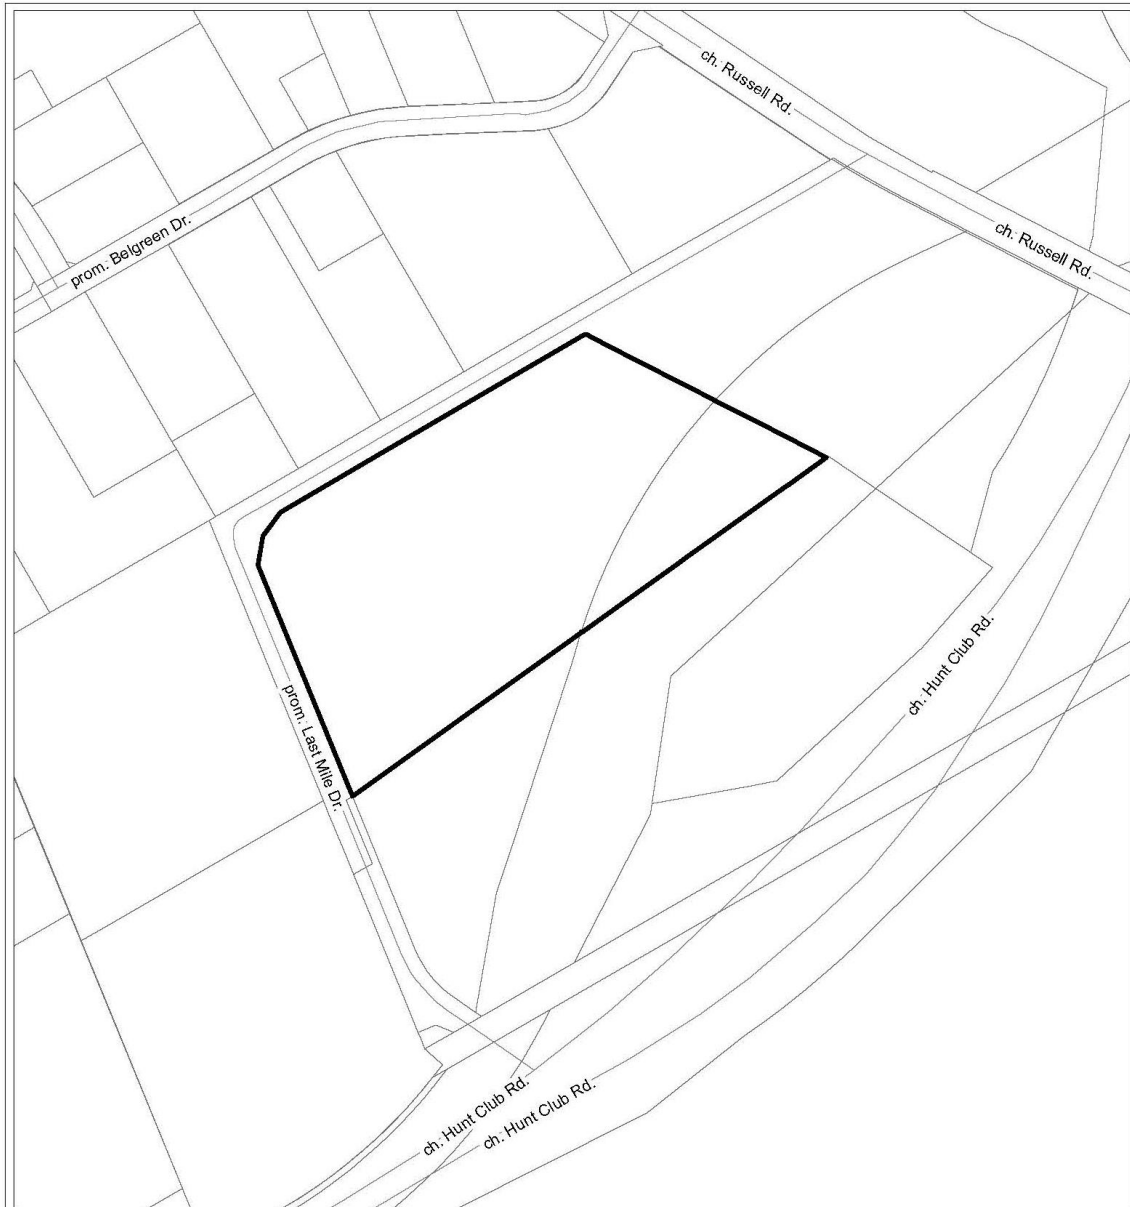 ch. Russell Rd.
prom. Belgreen Dr.
ch. Russell Rd.
ch. Hunt Club Rd.
prom. Last Mile Dr.
ch. Hunt Club Rd.
ch. Hunt Club Rd.